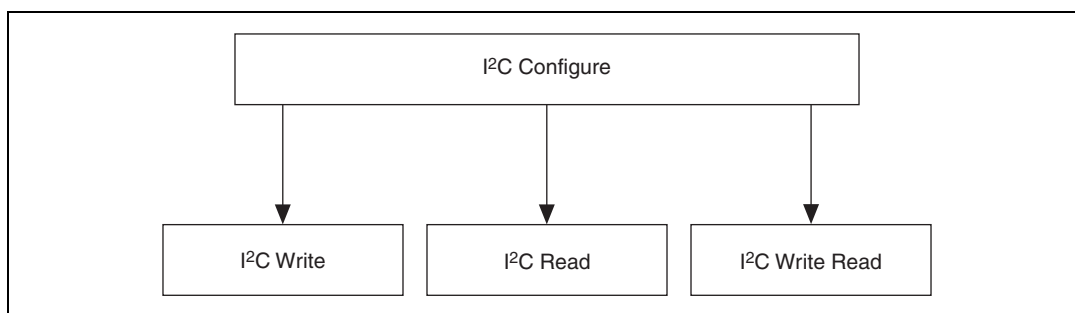 I²C Configure
I²C Write
I²C Read
I²C Write Read